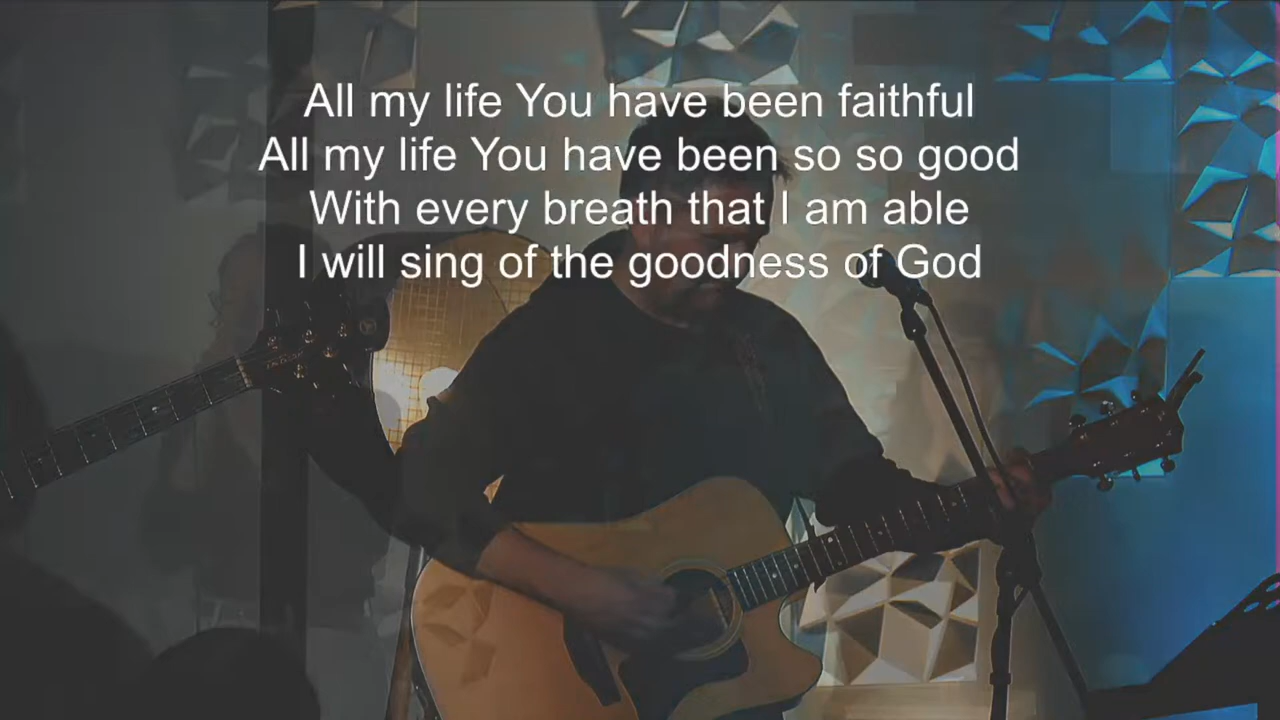 All my life You have been faithful
All my life You have been so so good
With every breath that I am able
I will sing of the goodness of God